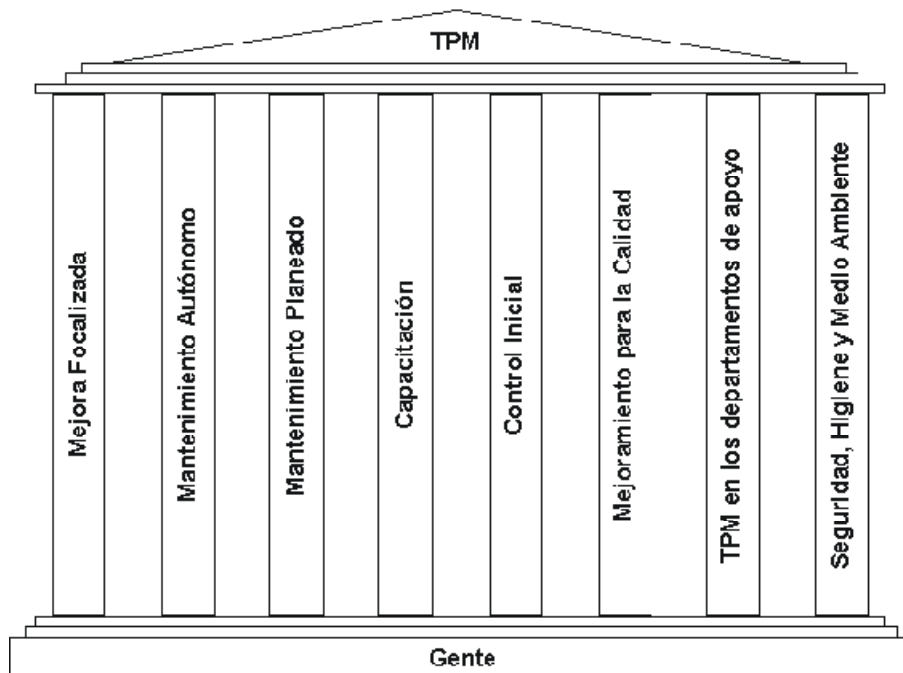 TPM
Mejora Focalizada
Mantenimiento Autónomo
Mantenimiento Planeado
Capacitación
Control Inicial
Mejoramiento para la Calidad
TPM en los departamentos de apoyo
Seguridad, Higiene y Medio Ambiente
Gente